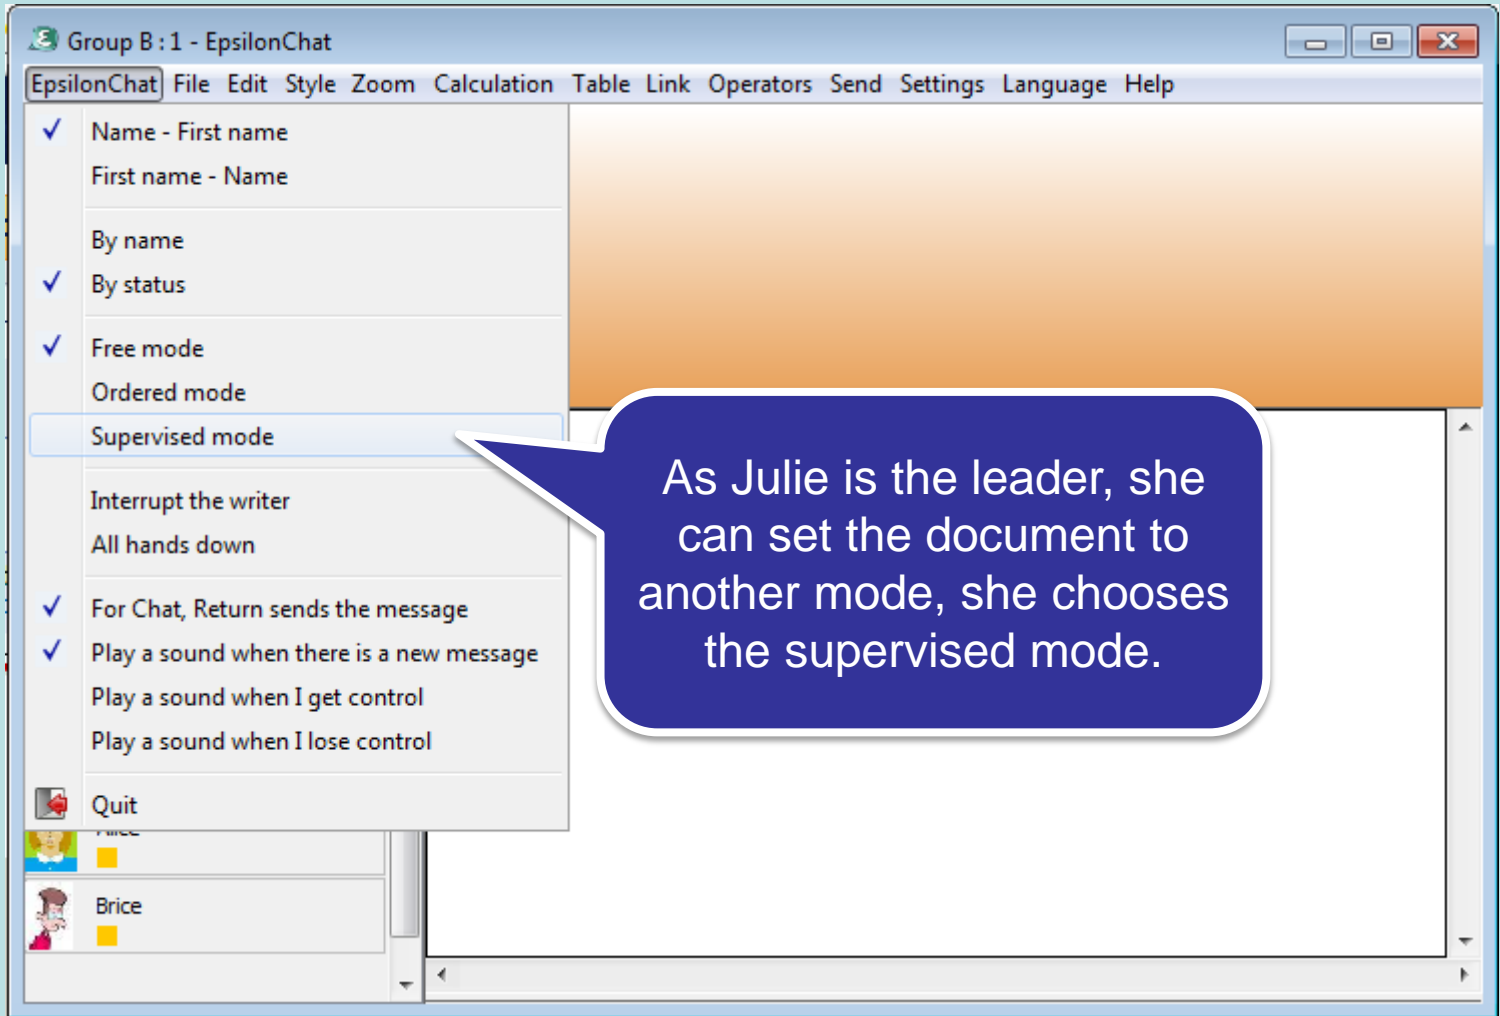 Group B : 1 - EpsilonChat
EpsilonChat File Edit Style Zoom Calculation Table Link Operators Send Settings Language Help
Name - First name
First name - Name
By name
By status
Free mode
Ordered mode
Supervised mode
Interrupt the writer
All hands down
For Chat, Return sends the message
Play a sound when there is a new message
Play a sound when I get control
Play a sound when I lose control
Quit
As Julie is the leader, she
can set the document to
another mode, she chooses
the supervised mode.
Alice
Brice